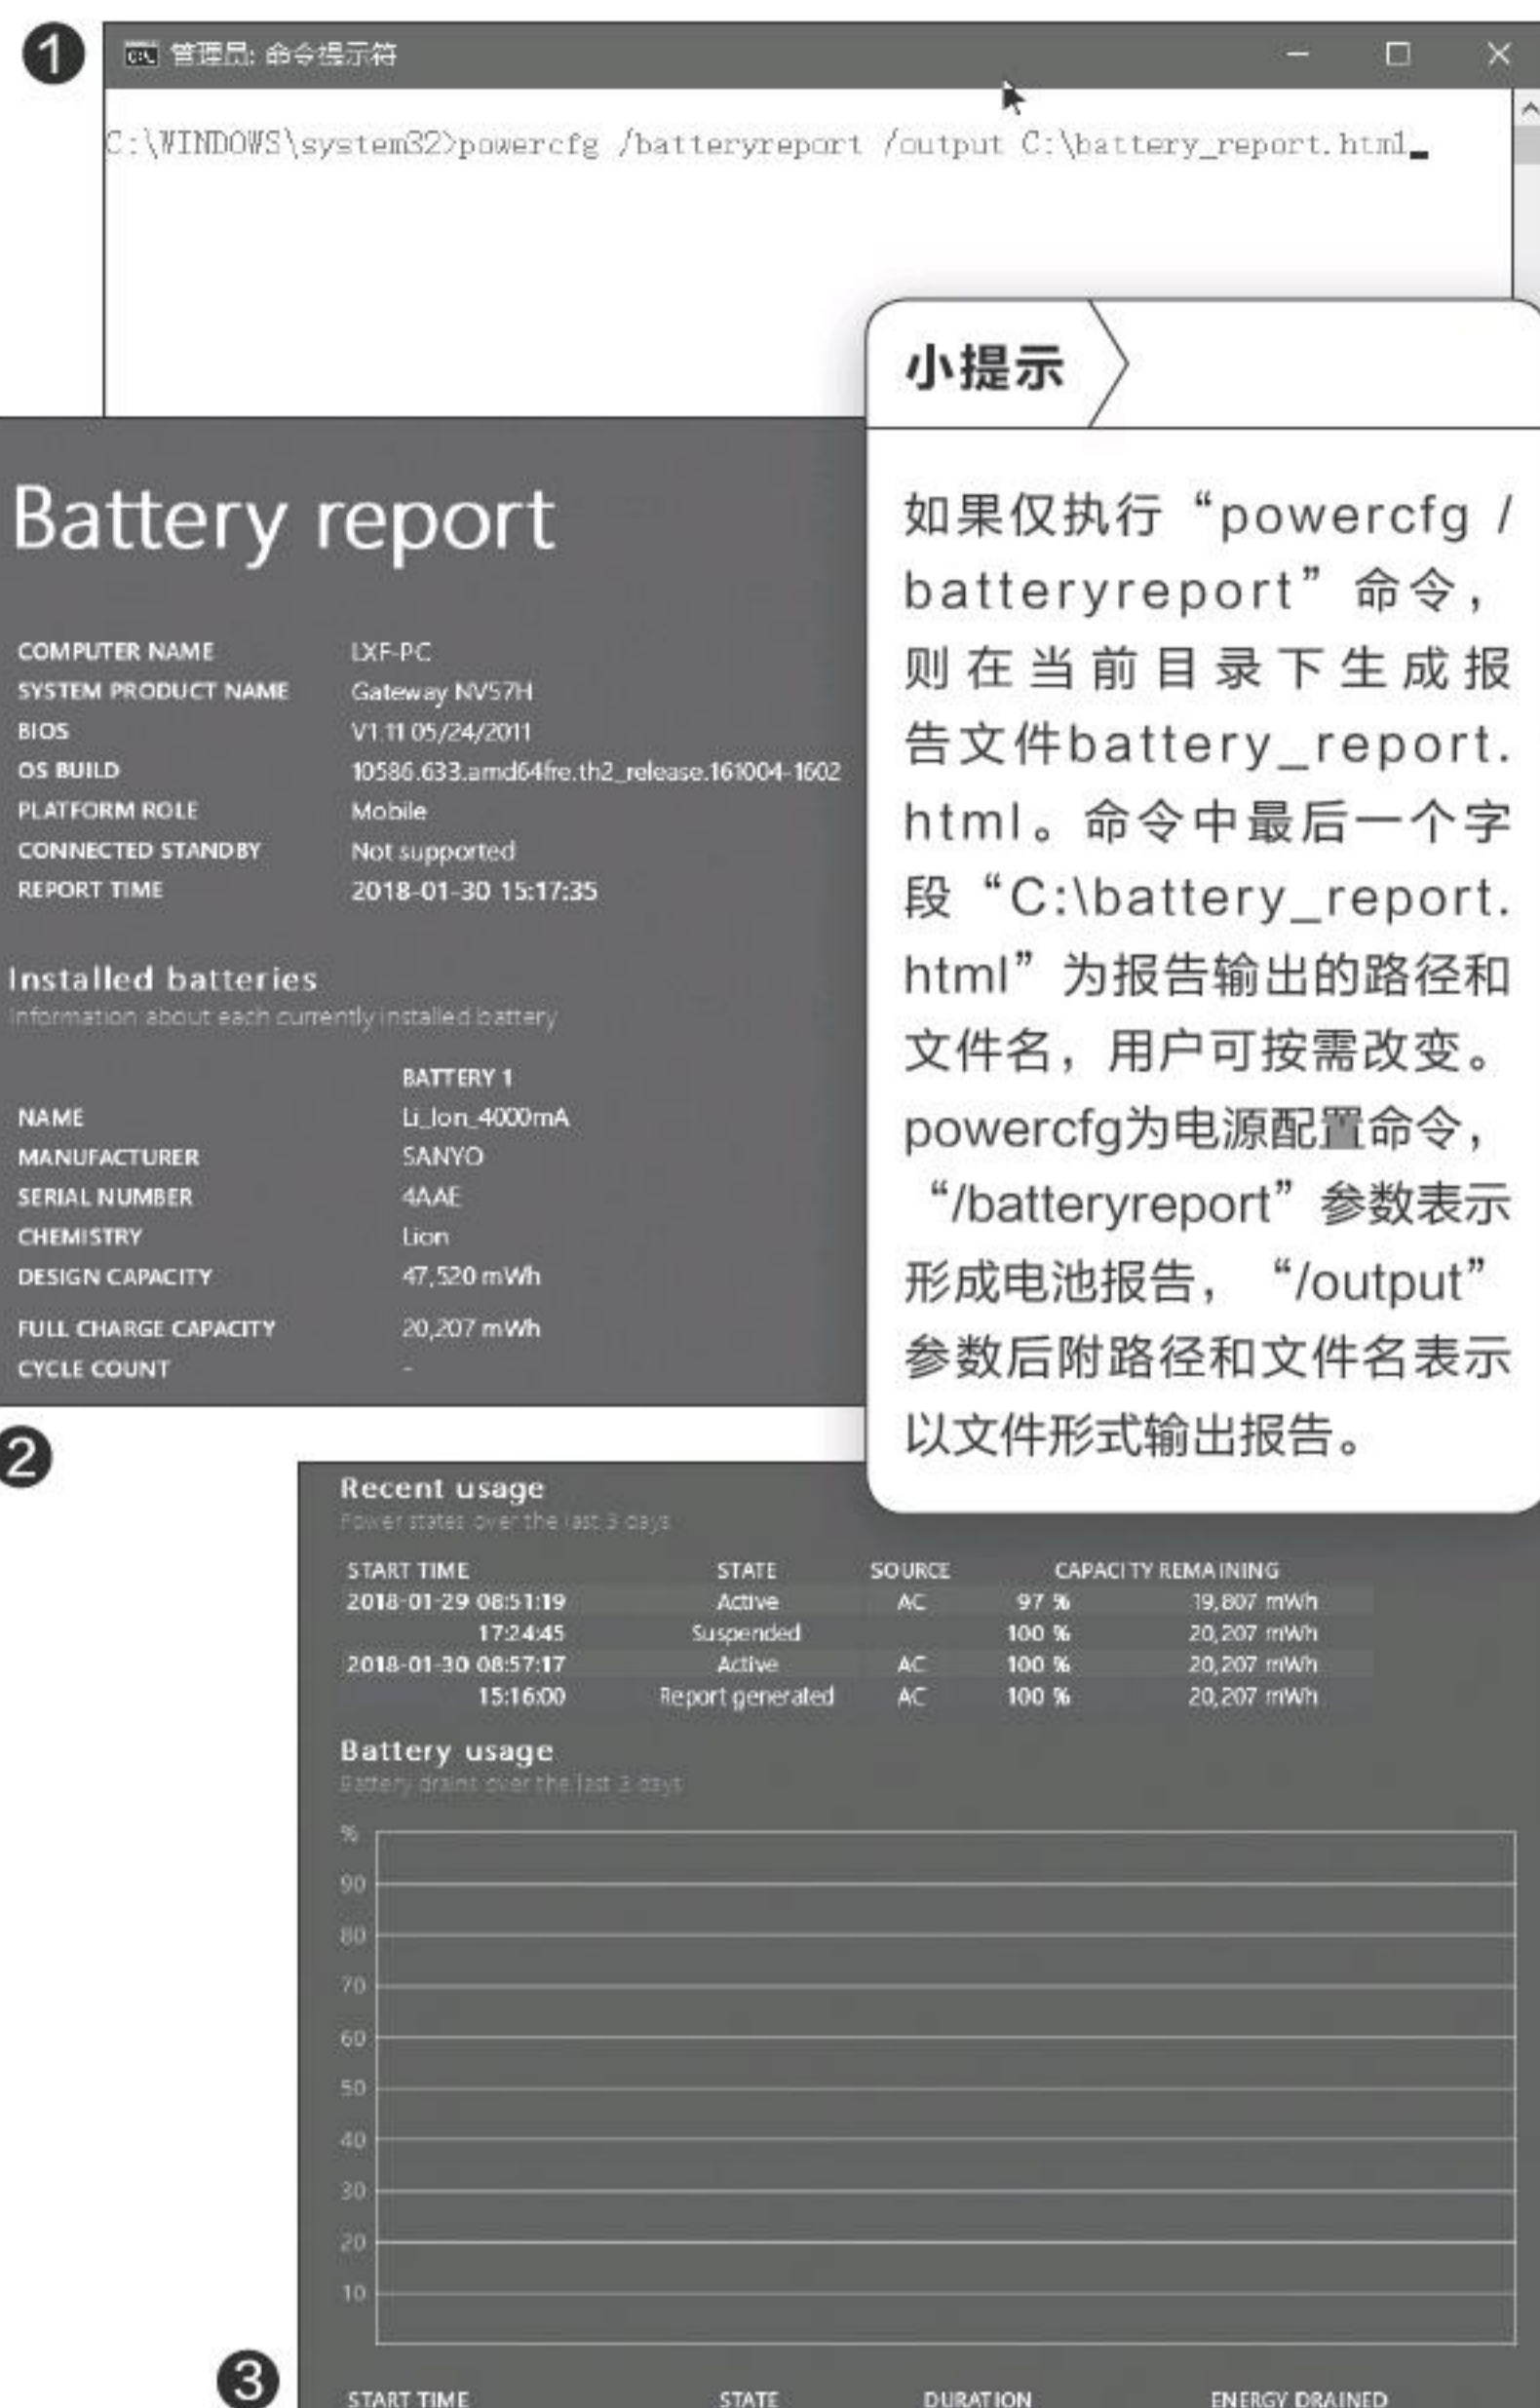 1
管理员: 命令提示符
C:\WINDOWS\system32>powercfg /batteryreport /output C:\battery_report.html
小提示
如果仅执行“powercfg /
batteryreport”命令，
则在当前目录下生成报
告文件battery_report.
html。命令中最后一个字
段“C:\battery_report.
html”为报告输出的路径和
文件名，用户可按需改变。
powercfg为电源配置命令，
“/batteryreport”参数表示
形成电池报告，“/output”
参数后附路径和文件名表示
以文件形式输出报告。
Battery report
COMPUTER NAME LXF-PC
SYSTEM PRODUCT NAME Gateway NV57H
BIOS V1.11 05/24/2011
OS BUILD 10586.633.amd64fre.th2_release.161004-1602
PLATFORM ROLE Mobile
CONNECTED STANDBY Not supported
REPORT TIME 2018-01-30 15:17:35
Installed batteries
Information about each currently installed battery
BATTERY 1
NAME Li_Ion_4000mA
MANUFACTURER SANYO
SERIAL NUMBER 4AAE
CHEMISTRY LIon
DESIGN CAPACITY 47,520 mWh
FULL CHARGE CAPACITY 20,207 mWh
CYCLE COUNT -
2
Recent usage
Power states over the last 3 days
START TIME STATE SOURCE CAPACITY REMAINING
2018-01-29 08:51:19 Active AC 97 % 19,807 mWh
17:24:45 Suspended 100 % 20,207 mWh
2018-01-30 08:57:17 Active AC 100 % 20,207 mWh
15:16:00 Report generated AC 100 % 20,207 mWh
Battery usage
Battery drains over the last 3 days
%
90
80
70
60
50
40
30
20
10
3
START TIME STATE DURATION ENERGY DRAINED